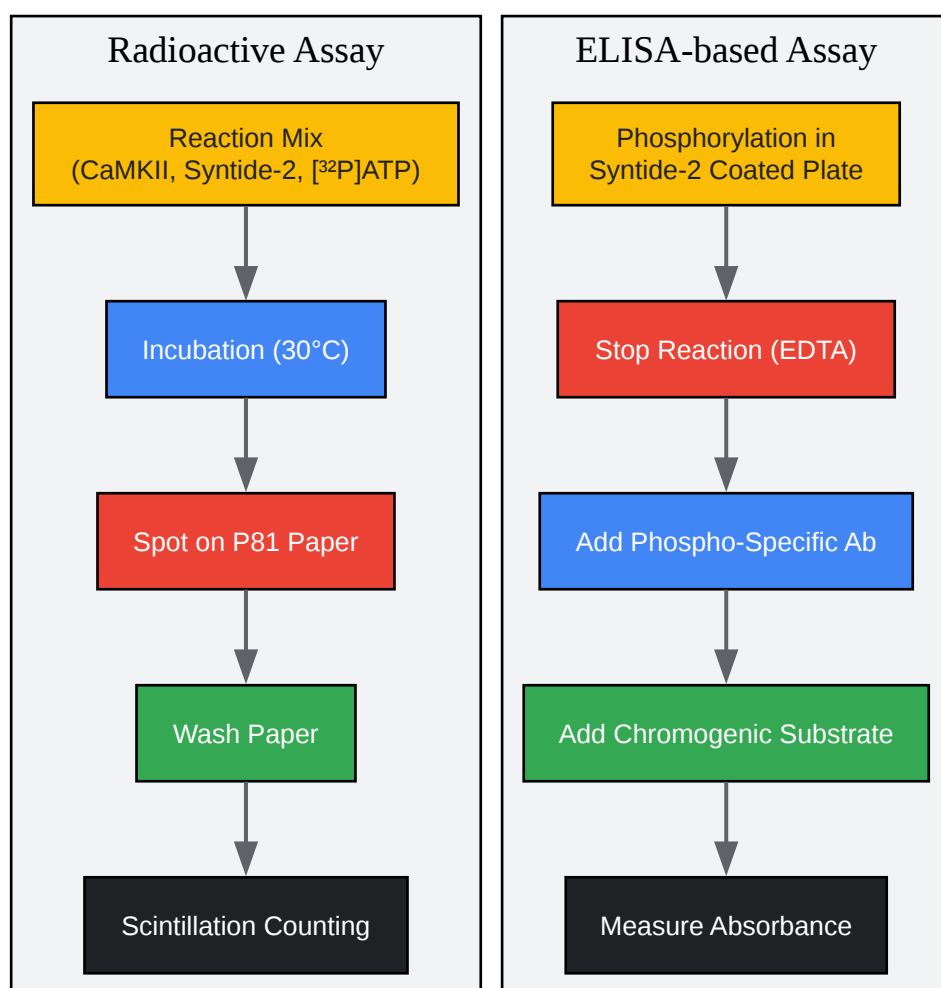 Radioactive Assay
Reaction Mix
(CaMKII, Syntide-2, [³²P]ATP)
Incubation (30°C)
Spot on P81 Paper
Wash Paper
Scintillation Counting
ELISA-based Assay
Phosphorylation in
Syntide-2 Coated Plate
Stop Reaction (EDTA)
Add Phospho-Specific Ab
Add Chromogenic Substrate
Measure Absorbance